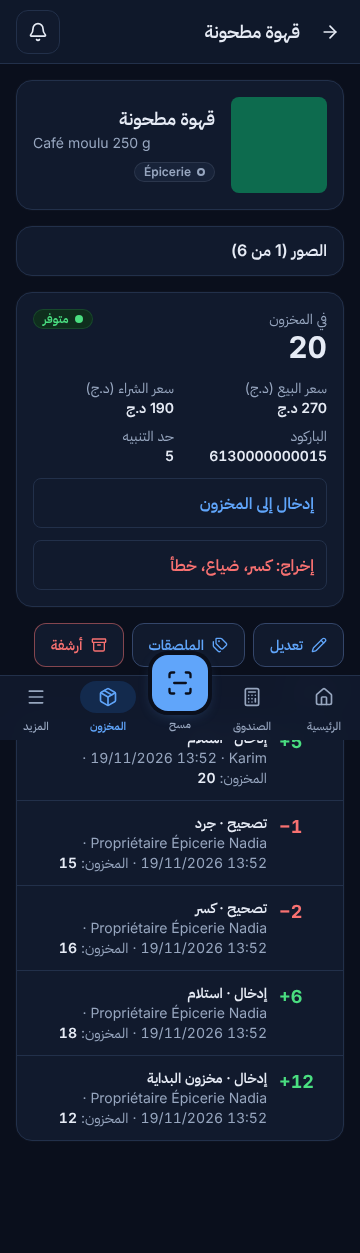 قهوة مطحونة
قهوة مطحونة
Café moulu 250 g
Épicerie
الصور (1 من 6)
في المخزون
متوفر
20
سعر البيع (د.ج)
سعر الشراء (د.ج)
270 د.ج
190 د.ج
الباركود
حد التنبيه
6130000000015
5
إدخال إلى المخزون
إخراج: كسر، ضياع، خطأ
تعديل
الملصقات
أرشفة
الرئيسية
الصندوق
مسح
المخزون
المزيد
+5
إدخال · استلام
19/11/2026 13:52 · Karim ·
المخزون: 20
−1
تصحيح · جرد
Propriétaire Épicerie Nadia ·
19/11/2026 13:52 · المخزون: 15
−2
تصحيح · كسر
Propriétaire Épicerie Nadia ·
19/11/2026 13:52 · المخزون: 16
+6
إدخال · استلام
Propriétaire Épicerie Nadia ·
19/11/2026 13:52 · المخزون: 18
+12
إدخال · مخزون البداية
Propriétaire Épicerie Nadia ·
19/11/2026 13:52 · المخزون: 12